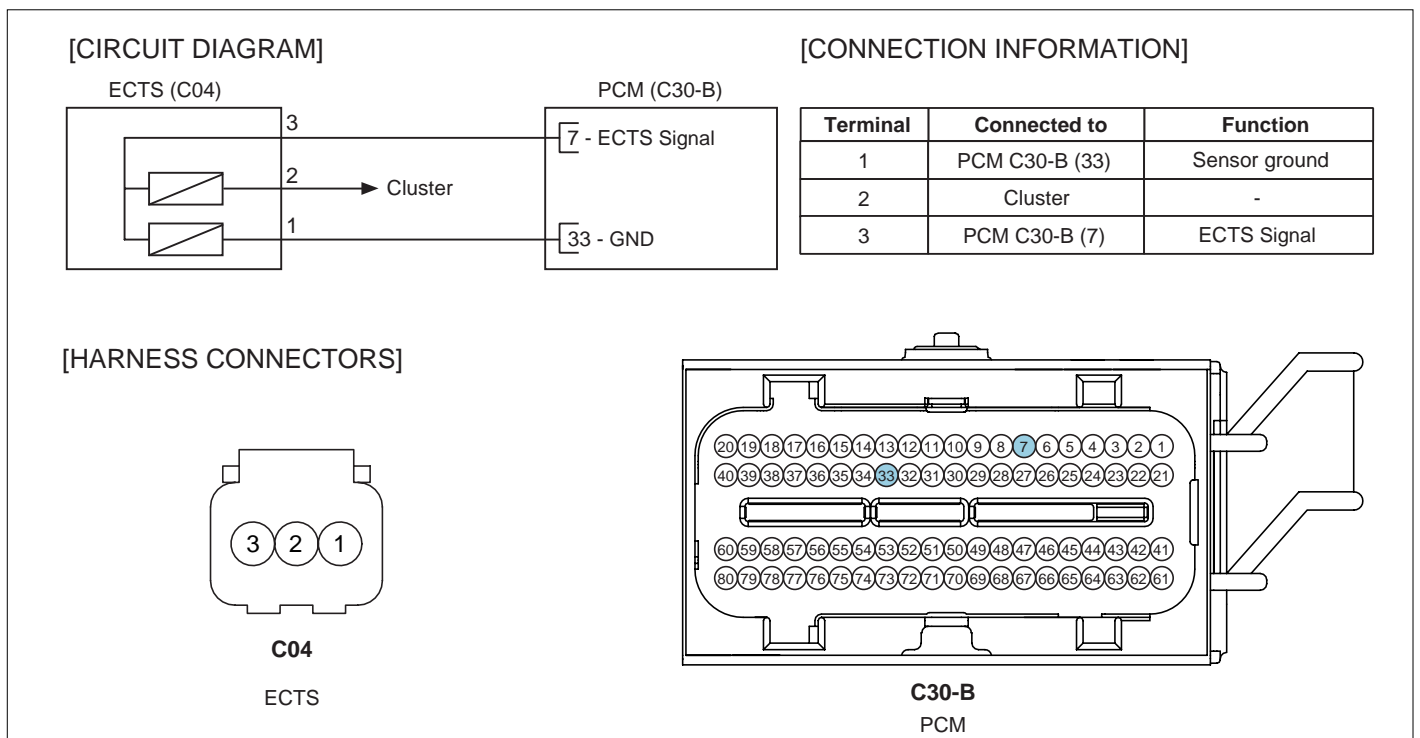 [CIRCUIT DIAGRAM]
ECTS (C04)
PCM (C30-B)
3
7 - ECTS Signal
2
Cluster
1
33 - GND
[CONNECTION INFORMATION]
Terminal Connected to Function
1 PCM C30-B (33) Sensor ground
2 Cluster -
3 PCM C30-B (7) ECTS Signal
[HARNESS CONNECTORS]
3 2 1
C04
ECTS
20 19 18 17 16 15 14 13 12 11 10 9 8 7 6 5 4 3 2 1
40 39 38 37 36 35 34 33 32 31 30 29 28 27 26 25 24 23 22 21
60 59 58 57 56 55 54 53 52 51 50 49 48 47 46 45 44 43 42 41
80 79 78 77 76 75 74 73 72 71 70 69 68 67 66 65 64 63 62 61
C30-B
PCM